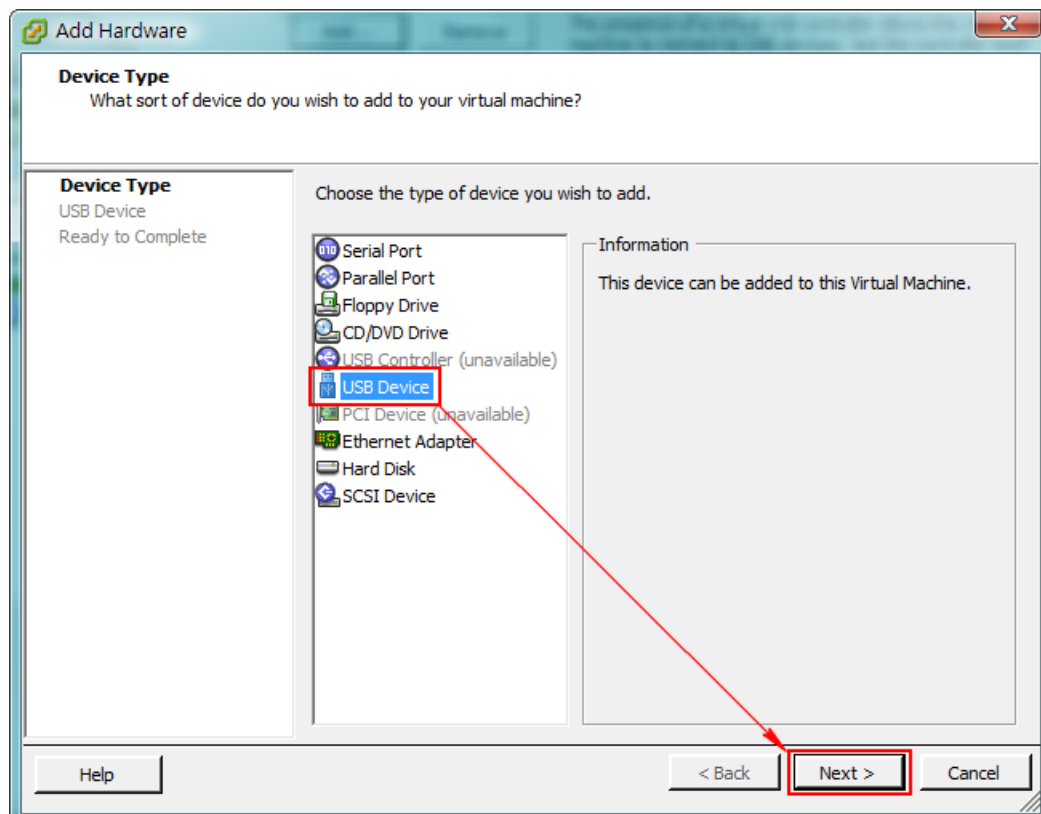 Add Hardware
Device Type
What sort of device do you wish to add to your virtual machine?
Device Type
USB Device
Ready to Complete
Choose the type of device you wish to add.
Serial Port
Parallel Port
Floppy Drive
CD/DVD Drive
USB Controller (unavailable)
USB Device
PCI Device (unavailable)
Ethernet Adapter
Hard Disk
SCSI Device
Information
This device can be added to this Virtual Machine.
Help
< Back
Next >
Cancel